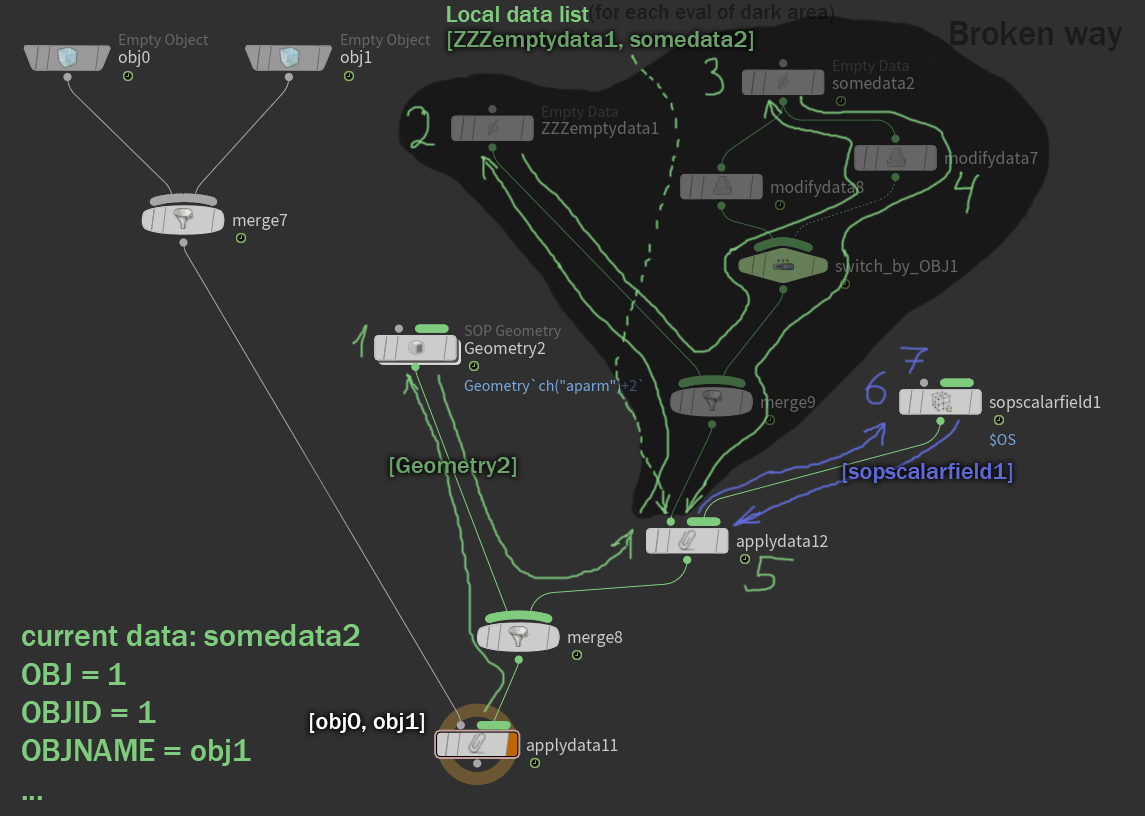 Local data list(for each eval of dark area)
[ZZZemptydata1, somedata2]
Broken way
Empty Object
obj0
Empty Object
obj1
3
Empty Data
somedata2
2
Empty Data
ZZZemptydata1
modifydata7
modifydata8
4
merge7
switch_by_OBJ1
1
SOP Geometry
Geometry2
Geometry`ch("aparm")+2`
merge9
6
7
sopscalarfield1
$OS
[Geometry2]
[sopscalarfield1]
applydata12
5
merge8
current data: somedata2
OBJ = 1
OBJID = 1
OBJNAME = obj1
...
[obj0, obj1]
applydata11